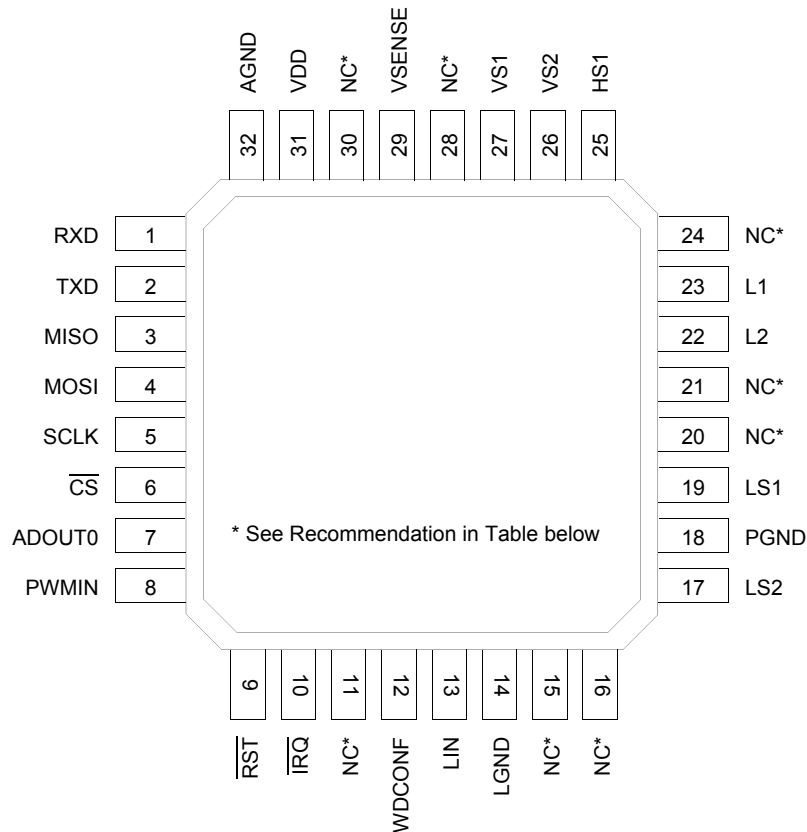 AGND
VDD
NC*
VSENSE
NC*
VS1
VS2
HS1
32
31
30
29
28
27
26
25
RXD 1
TXD 2
MISO 3
MOSI 4
SCLK 5
C̅S̅ 6
ADOUT0 7
PWMIN 8
24 NC*
23 L1
22 L2
21 NC*
20 NC*
19 LS1
18 PGND
17 LS2
* See Recommendation in Table below
9
10
11
12
13
14
15
16
R̅S̅T̅
I̅R̅Q̅
NC*
WDCONF
LIN
LGND
NC*
NC*